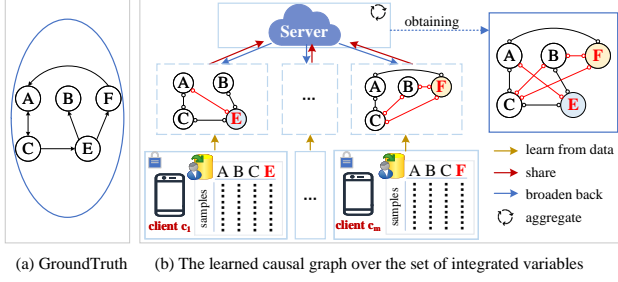 Server
obtaining
A B F
C E
A B
C E
...
A B F
C
A B F
C E
learn from data
share
broaden back
aggregate
A B C E
samples
client c1
...
A B C F
samples
client cm
(a) GroundTruth
(b) The learned causal graph over the set of integrated variables